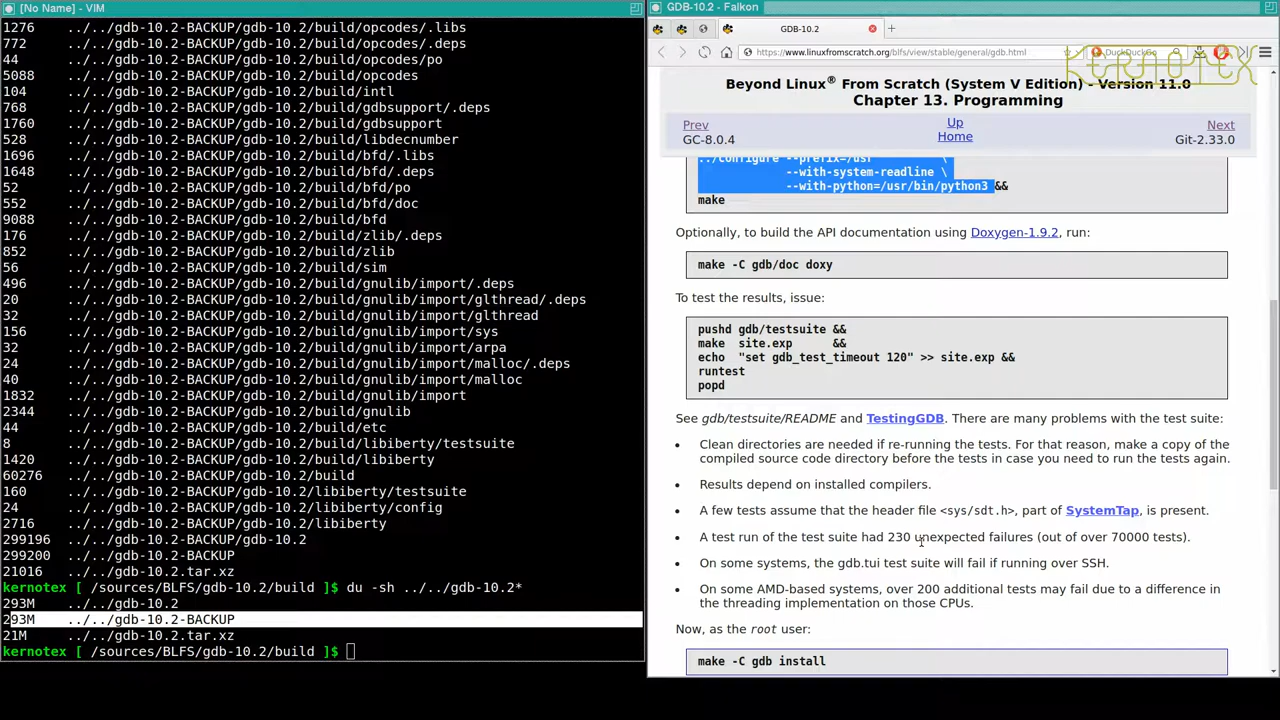 [No Name] - VIM
1276 ../../gdb-10.2-BACKUP/gdb-10.2/build/opcodes/.libs
772 ../../gdb-10.2-BACKUP/gdb-10.2/build/opcodes/.deps
44 ../../gdb-10.2-BACKUP/gdb-10.2/build/opcodes/po
5088 ../../gdb-10.2-BACKUP/gdb-10.2/build/opcodes
104 ../../gdb-10.2-BACKUP/gdb-10.2/build/intl
768 ../../gdb-10.2-BACKUP/gdb-10.2/build/gdbsupport/.deps
1760 ../../gdb-10.2-BACKUP/gdb-10.2/build/gdbsupport
528 ../../gdb-10.2-BACKUP/gdb-10.2/build/libdecnumber
1696 ../../gdb-10.2-BACKUP/gdb-10.2/build/bfd/.libs
1648 ../../gdb-10.2-BACKUP/gdb-10.2/build/bfd/.deps
52 ../../gdb-10.2-BACKUP/gdb-10.2/build/bfd/po
552 ../../gdb-10.2-BACKUP/gdb-10.2/build/bfd/doc
9088 ../../gdb-10.2-BACKUP/gdb-10.2/build/bfd
176 ../../gdb-10.2-BACKUP/gdb-10.2/build/zlib/.deps
852 ../../gdb-10.2-BACKUP/gdb-10.2/build/zlib
56 ../../gdb-10.2-BACKUP/gdb-10.2/build/sim
496 ../../gdb-10.2-BACKUP/gdb-10.2/build/gnulib/import/.deps
20 ../../gdb-10.2-BACKUP/gdb-10.2/build/gnulib/import/glthread/.deps
32 ../../gdb-10.2-BACKUP/gdb-10.2/build/gnulib/import/glthread
156 ../../gdb-10.2-BACKUP/gdb-10.2/build/gnulib/import/sys
32 ../../gdb-10.2-BACKUP/gdb-10.2/build/gnulib/import/arpa
24 ../../gdb-10.2-BACKUP/gdb-10.2/build/gnulib/import/malloc/.deps
40 ../../gdb-10.2-BACKUP/gdb-10.2/build/gnulib/import/malloc
1832 ../../gdb-10.2-BACKUP/gdb-10.2/build/gnulib/import
2344 ../../gdb-10.2-BACKUP/gdb-10.2/build/gnulib
44 ../../gdb-10.2-BACKUP/gdb-10.2/build/etc
8 ../../gdb-10.2-BACKUP/gdb-10.2/build/libiberty/testsuite
1420 ../../gdb-10.2-BACKUP/gdb-10.2/build/libiberty
60276 ../../gdb-10.2-BACKUP/gdb-10.2/build
160 ../../gdb-10.2-BACKUP/gdb-10.2/libiberty/testsuite
24 ../../gdb-10.2-BACKUP/gdb-10.2/libiberty/config
2716 ../../gdb-10.2-BACKUP/gdb-10.2/libiberty
299196 ../../gdb-10.2-BACKUP/gdb-10.2
299200 ../../gdb-10.2-BACKUP
21016 ../../gdb-10.2.tar.xz
kernotex [ /sources/BLFS/gdb-10.2/build ]$ du -sh ../../gdb-10.2*
293M ../../gdb-10.2
293M ../../gdb-10.2-BACKUP
21M ../../gdb-10.2.tar.xz
kernotex [ /sources/BLFS/gdb-10.2/build ]$
GDB-10.2 - Falkon
GDB-10.2
https://www.linuxfromscratch.org/blfs/view/stable/general/gdb.html
DuckDuckGo
KERNOTEX
Beyond Linux® From Scratch (System V Edition) - Version 11.0
Chapter 13. Programming
Prev
Up
Next
GC-8.0.4
Home
Git-2.33.0
../configure --prefix=/usr \
--with-system-readline \
--with-python=/usr/bin/python3 &&
make
Optionally, to build the API documentation using Doxygen-1.9.2, run:
make -C gdb/doc doxy
To test the results, issue:
pushd gdb/testsuite &&
make site.exp &&
echo "set gdb_test_timeout 120" >> site.exp &&
runtest
popd
See gdb/testsuite/README and TestingGDB. There are many problems with the test suite:
• Clean directories are needed if re-running the tests. For that reason, make a copy of the
compiled source code directory before the tests in case you need to run the tests again.
• Results depend on installed compilers.
• A few tests assume that the header file <sys/sdt.h>, part of SystemTap, is present.
• A test run of the test suite had 230 unexpected failures (out of over 70000 tests).
• On some systems, the gdb.tui test suite will fail if running over SSH.
• On some AMD-based systems, over 200 additional tests may fail due to a difference in
the threading implementation on those CPUs.
Now, as the root user:
make -C gdb install